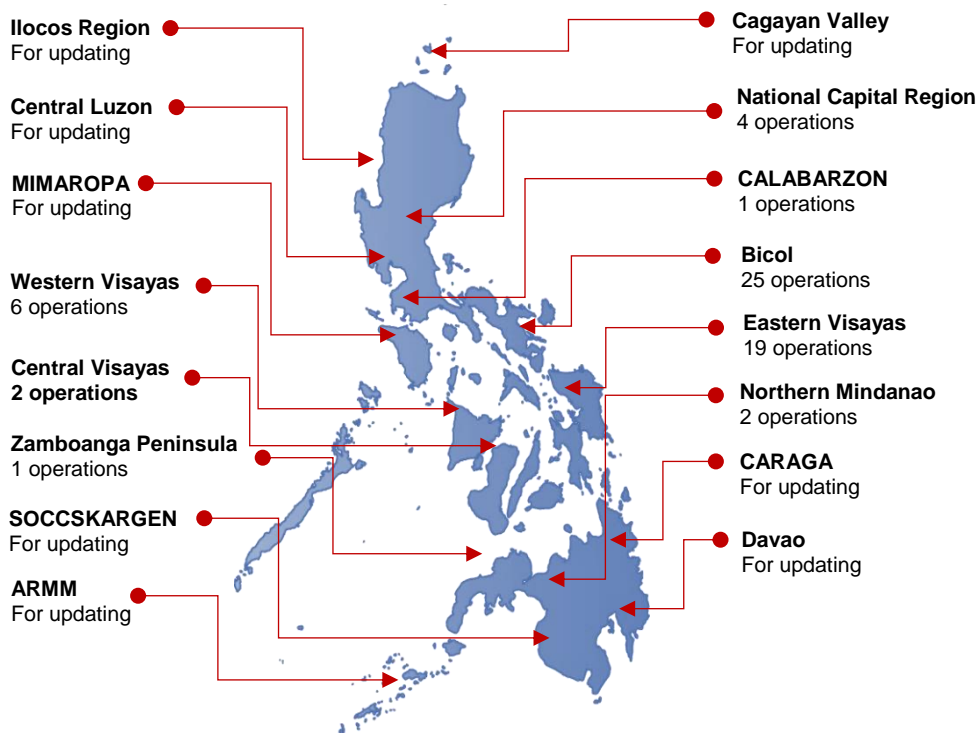 Ilocos Region
For updating
Central Luzon
For updating
MIMAROPA
For updating
Western Visayas
6 operations
Central Visayas
2 operations
Zamboanga Peninsula
1 operations
SOCCSKARGEN
For updating
ARMM
For updating
Cagayan Valley
For updating
National Capital Region
4 operations
CALABARZON
1 operations
Bicol
25 operations
Eastern Visayas
19 operations
Northern Mindanao
2 operations
CARAGA
For updating
Davao
For updating